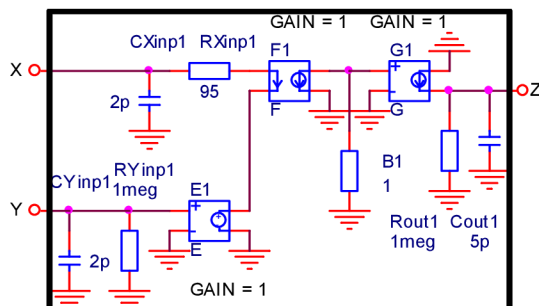 GAIN = 1 GAIN = 1
CXinp1 RXinp1 F1 G1
X
+
Z
2p 95 F - G
CYinp1 RYinp1
1meg
E1
B1
1
Y
+
2p
- E
Rout1 Cout1
1meg 5p
GAIN = 1